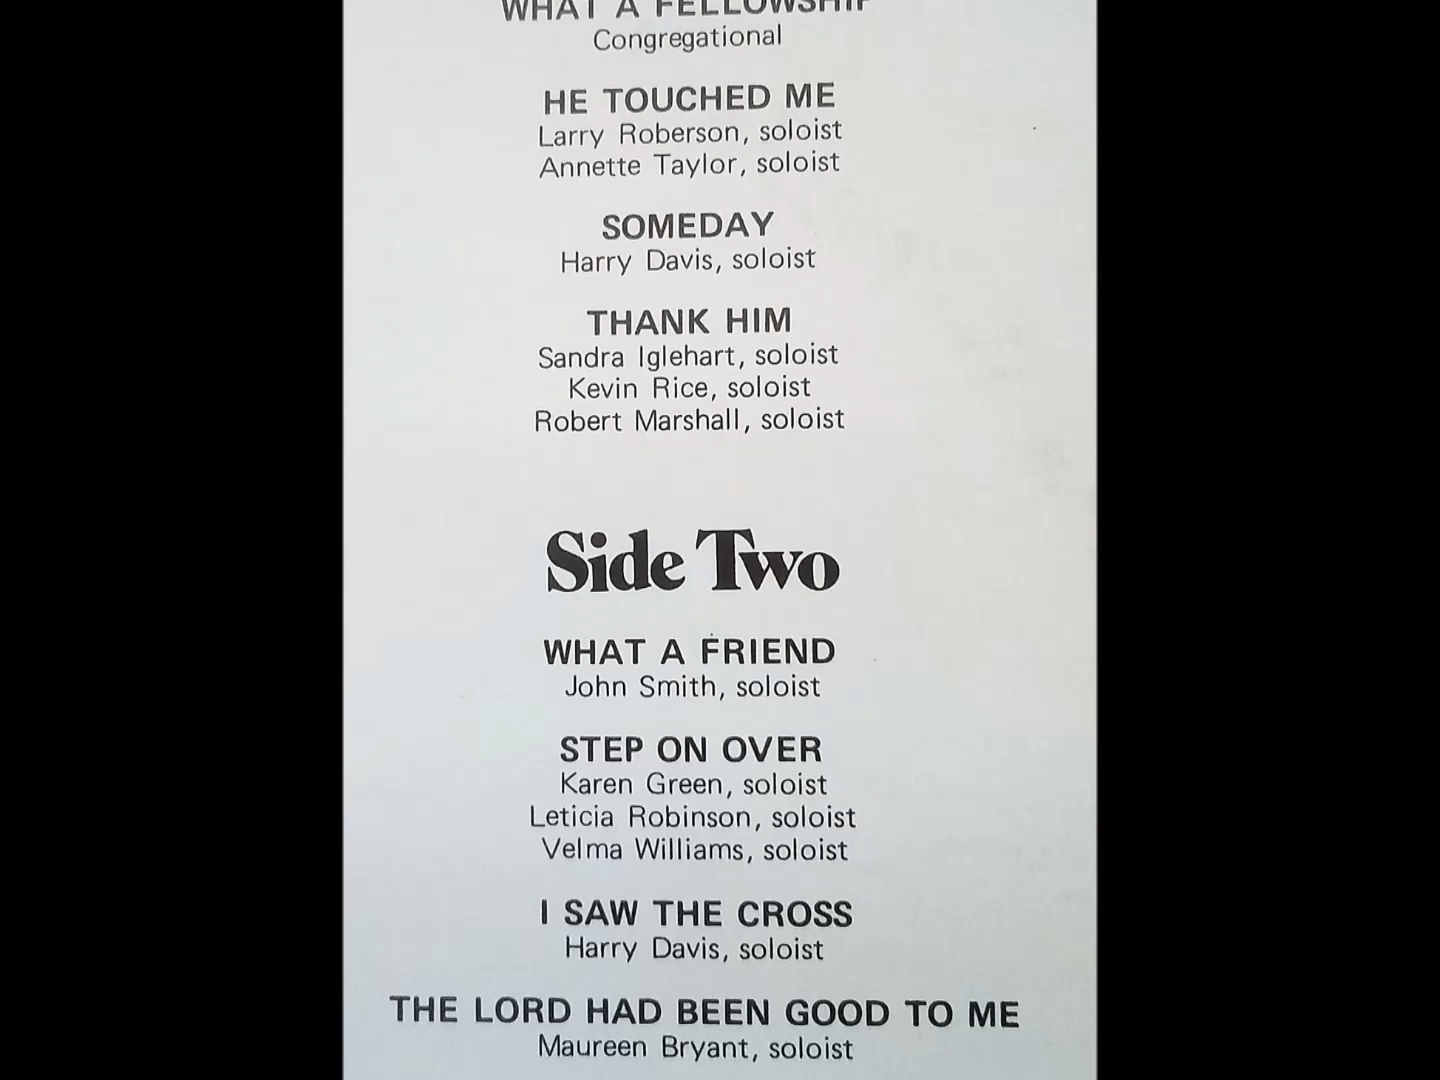 WHAT A FELLOWSHIP
Congregational
HE TOUCHED ME
Larry Roberson, soloist
Annette Taylor, soloist
SOMEDAY
Harry Davis, soloist
THANK HIM
Sandra Iglehart, soloist
Kevin Rice, soloist
Robert Marshall, soloist
Side Two
WHAT A FRIEND
John Smith, soloist
STEP ON OVER
Karen Green, soloist
Leticia Robinson, soloist
Velma Williams, soloist
I SAW THE CROSS
Harry Davis, soloist
THE LORD HAD BEEN GOOD TO ME
Maureen Bryant, soloist